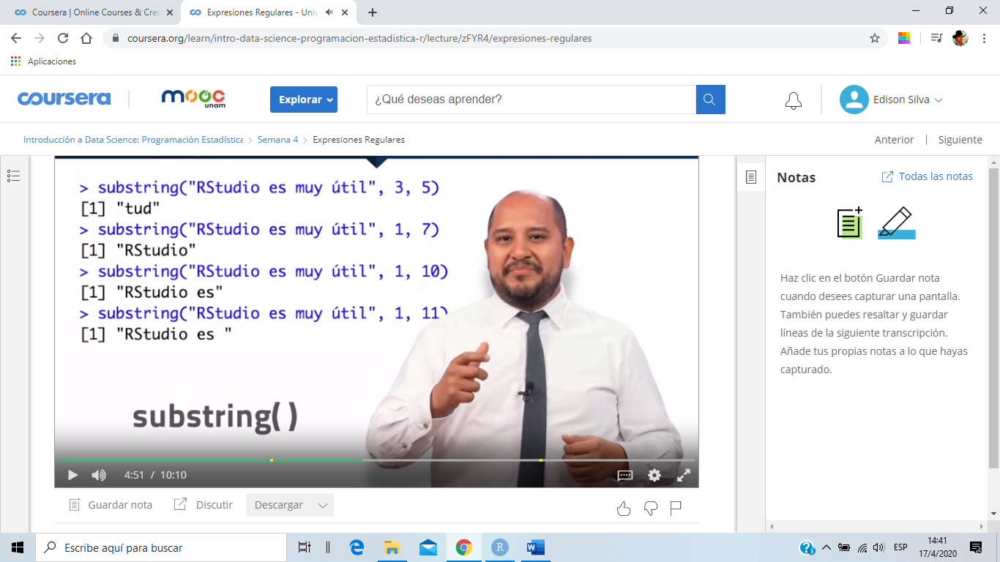 Coursera | Online Courses & Cred
Expresiones Regulares - Univ
coursera.org/learn/intro-data-science-programacion-estadistica-r/lecture/zFYR4/expresiones-regulares
Aplicaciones
coursera
mooc
unam
Explorar
¿Qué deseas aprender?
Edison Silva
Introducción a Data Science: Programación Estadística
Semana 4
Expresiones Regulares
Anterior | Siguiente
> substring("RStudio es muy útil", 3, 5)
[1] "tud"
> substring("RStudio es muy útil", 1, 7)
[1] "RStudio"
> substring("RStudio es muy útil", 1, 10)
[1] "RStudio es"
> substring("RStudio es muy útil", 1, 11)
[1] "RStudio es "
substring( )
4:51 / 10:10
Guardar nota
Discutir
Descargar
Notas
Todas las notas
Haz clic en el botón Guardar nota
cuando desees capturar una pantalla.
También puedes resaltar y guardar
líneas de la siguiente transcripción.
Añade tus propias notas a lo que hayas
capturado.
Escribe aquí para buscar
R
ESP
14:41
17/4/2020